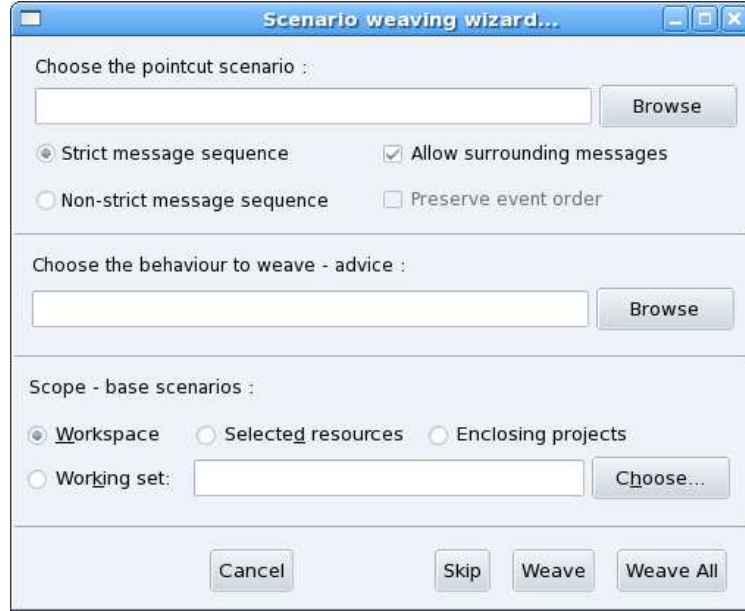 Scenario weaving wizard...
Choose the pointcut scenario :
Browse
Strict message sequence Allow surrounding messages
Non-strict message sequence Preserve event order
Choose the behaviour to weave - advice :
Browse
Scope - base scenarios :
Workspace Selected resources Enclosing projects
Working set: Choose...
Cancel Skip Weave Weave All